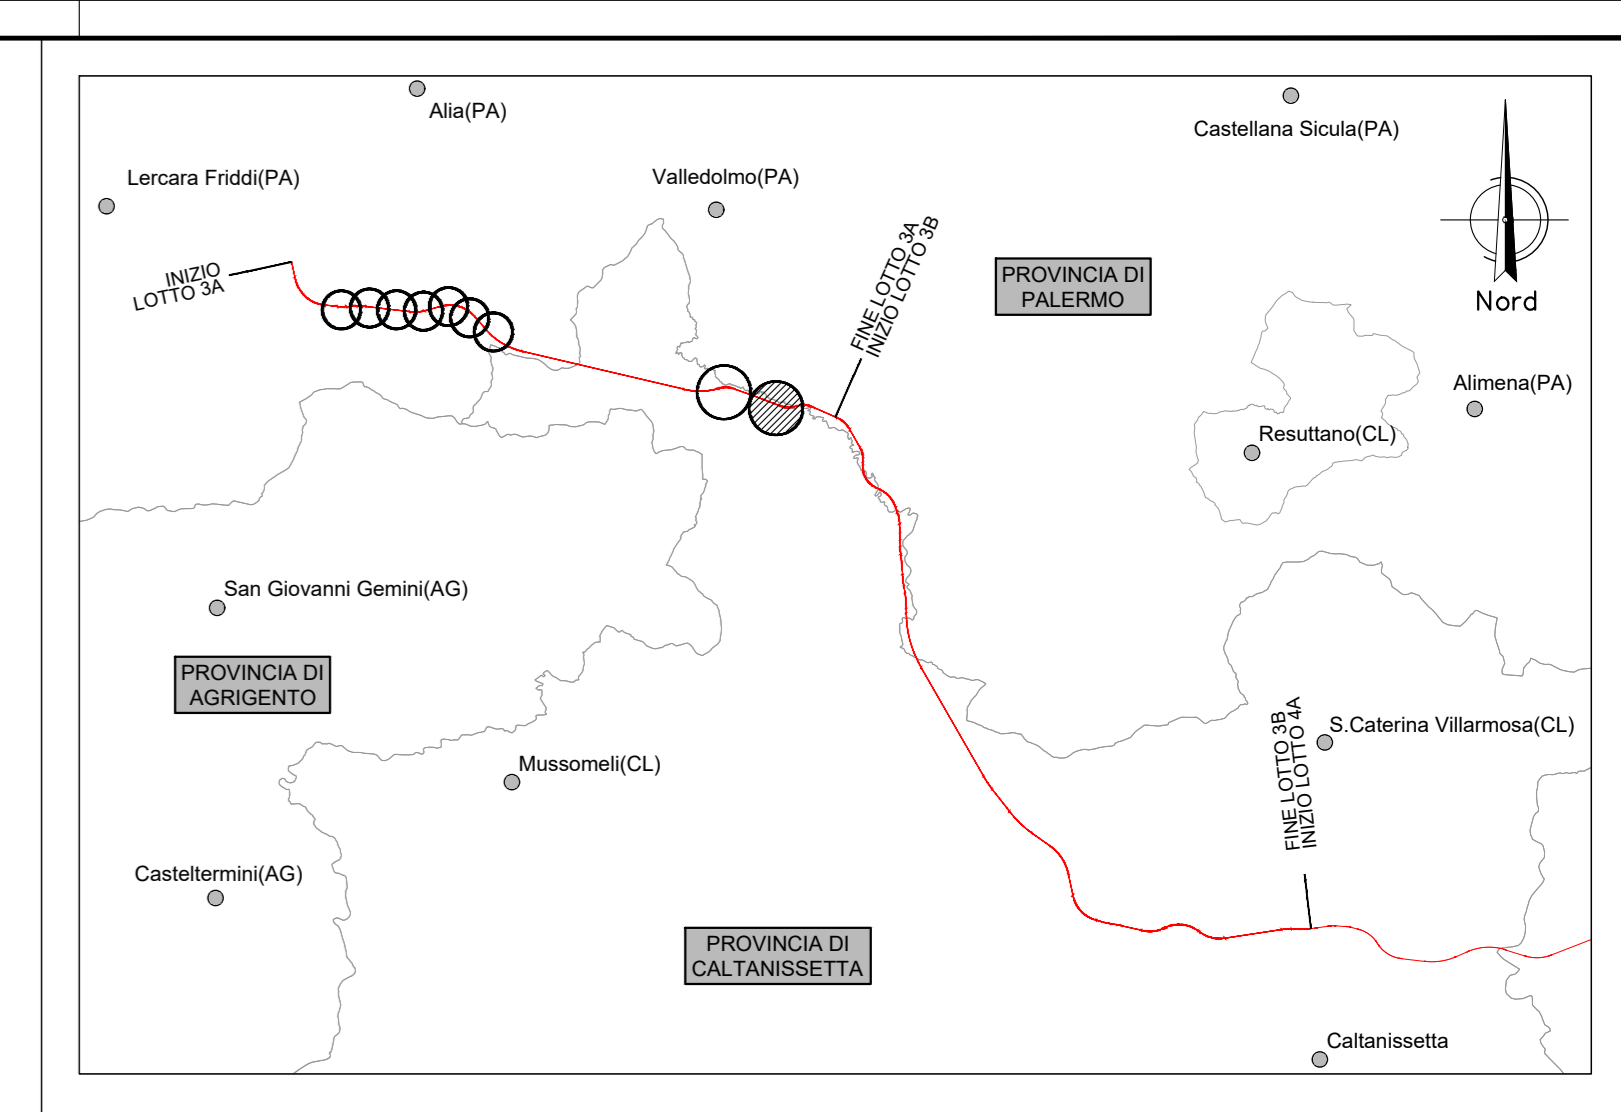 Alia(PA)
Castellana Sicula(PA)
Lercara Friddi(PA)
Valledolmo(PA)
INIZIO
LOTTO 3A
FINE LOTTO 3A
INIZIO LOTTO 3B
PROVINCIA DI
PALERMO
Nord
Alimena(PA)
Resuttano(CL)
San Giovanni Gemini(AG)
PROVINCIA DI
AGRIGENTO
Mussomeli(CL)
FINE LOTTO 3B
INIZIO LOTTO 4A
S.Caterina Villarmosa(CL)
Casteltermini(AG)
PROVINCIA DI
CALTANISSETTA
Caltanissetta